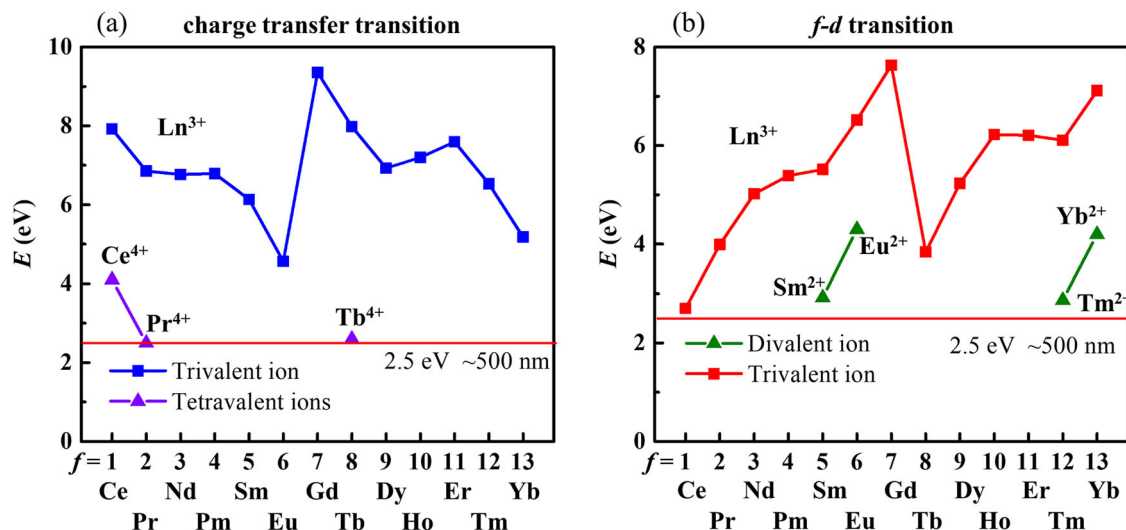 (a)
charge transfer transition
10
8
6
4
2
0
E (eV)
Ln³⁺
Ce⁴⁺
Pr⁴⁺
Tb⁴⁺
2.5 eV ~500 nm
Trivalent ion
Tetravalent ions
f = 1 2 3 4 5 6 7 8 9 10 11 12 13
Ce Nd Sm Gd Dy Er Yb
Pr Pm Eu Tb Ho Tm
(b)
f-d transition
8
6
4
2
0
E (eV)
Ln³⁺
Yb²⁺
Eu²⁺
Sm²⁺
Tm²⁺
2.5 eV ~500 nm
Divalent ion
Trivalent ion
f = 1 2 3 4 5 6 7 8 9 10 11 12 13
Ce Nd Sm Gd Dy Er Yb
Pr Pm Eu Tb Ho Tm